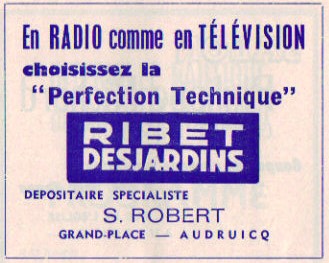 En RADIO comme en TÉLÉVISION
choisissez la
"Perfection Technique"
RIBET
DESJARDINS
DEPOSITAIRE SPECIALISTE
S. ROBERT
GRAND-PLACE — AUDRUICQ